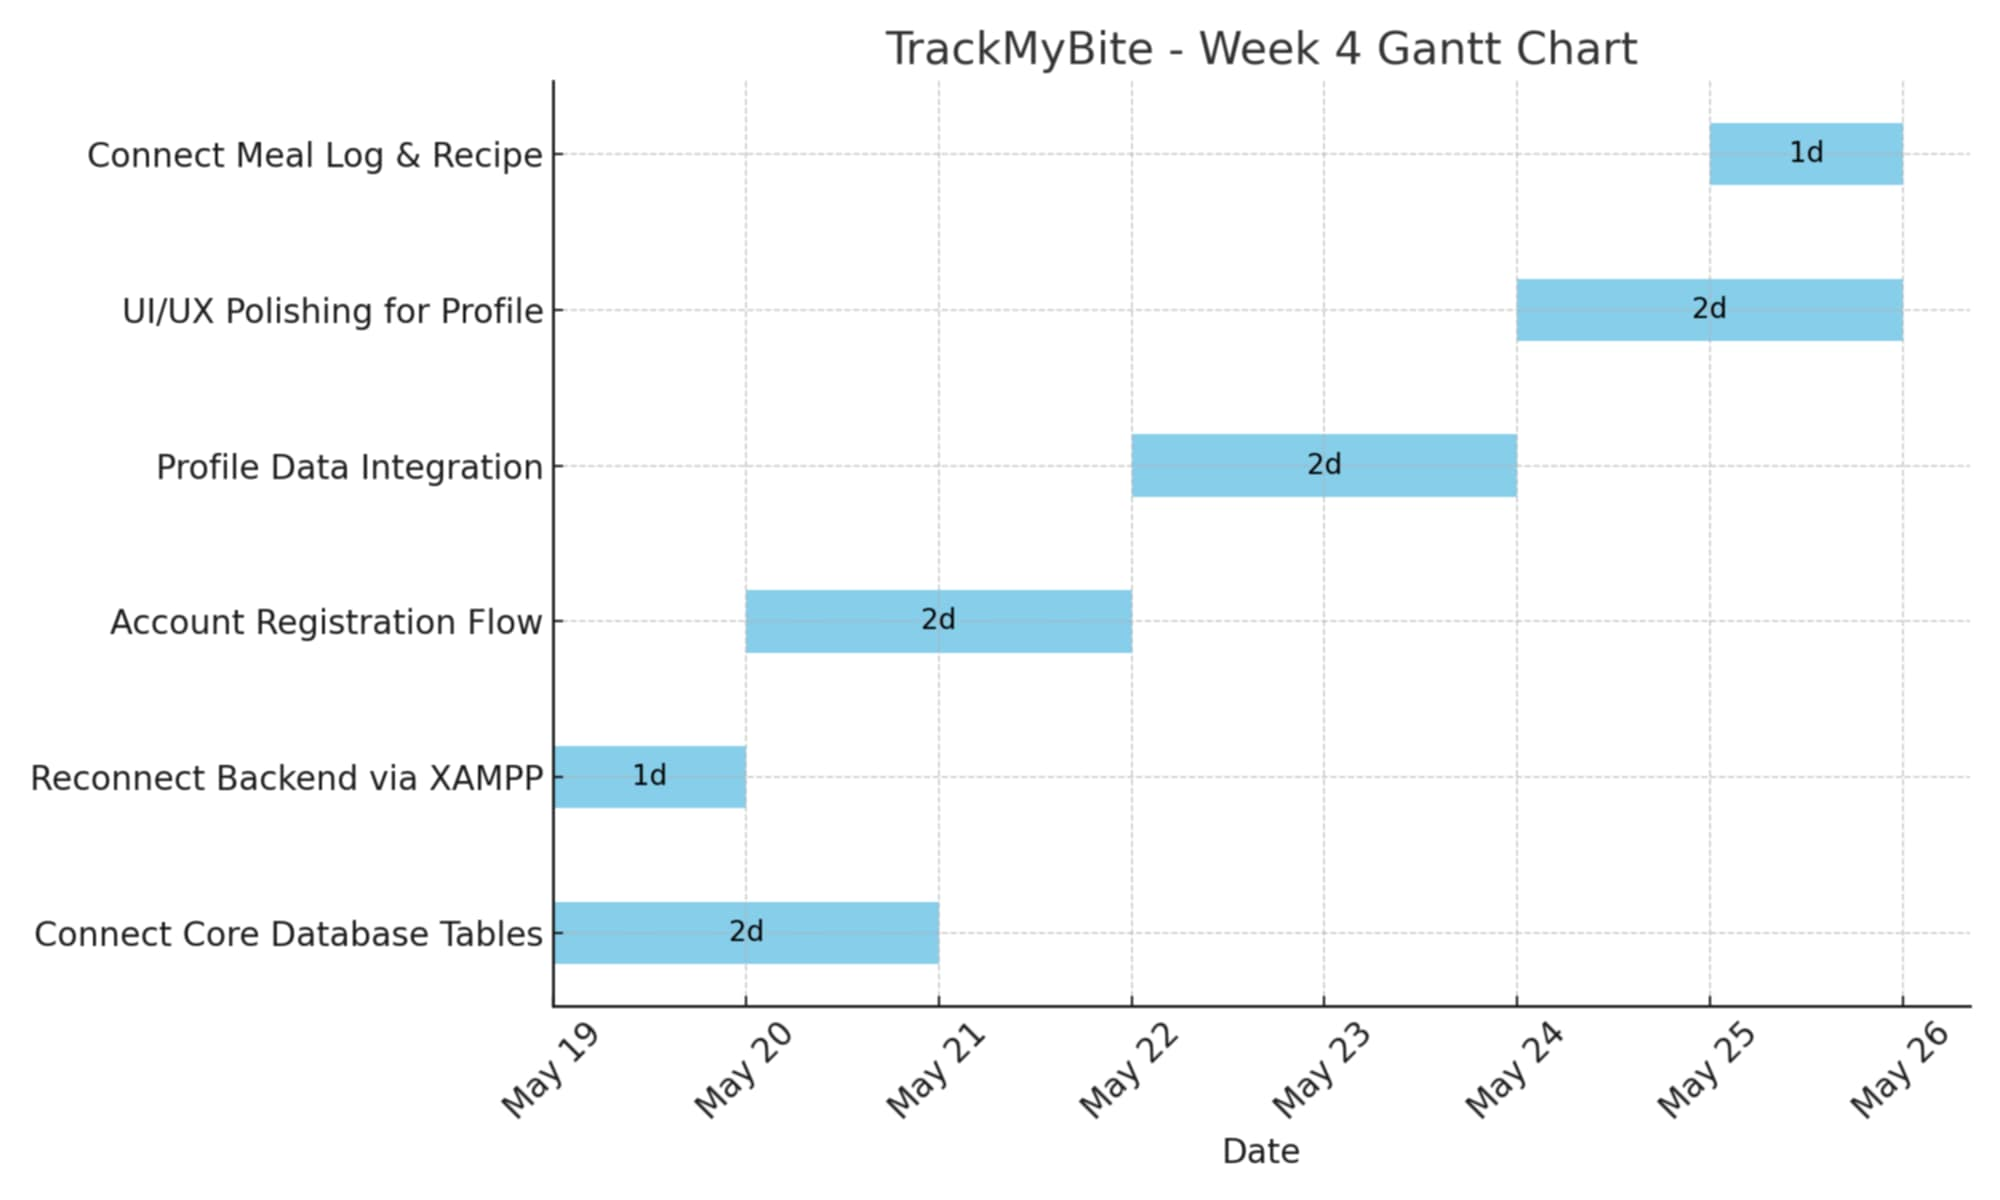 TrackMyBite - Week 4 Gantt Chart
Connect Meal Log & Recipe
1d
UI/UX Polishing for Profile
2d
Profile Data Integration
2d
Account Registration Flow
2d
Reconnect Backend via XAMPP
1d
Connect Core Database Tables
2d
May 19
May 20
May 21
May 22
May 23
May 24
May 25
May 26
Date